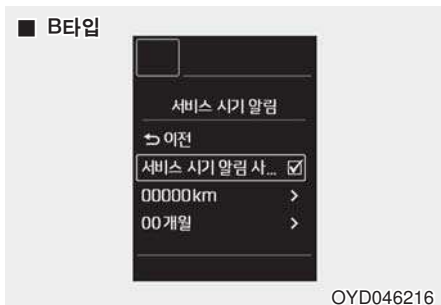 ■ B타입
서비스 시기 알림
이전
서비스 시기 알림 사...
00000km
00개월
OYD046216